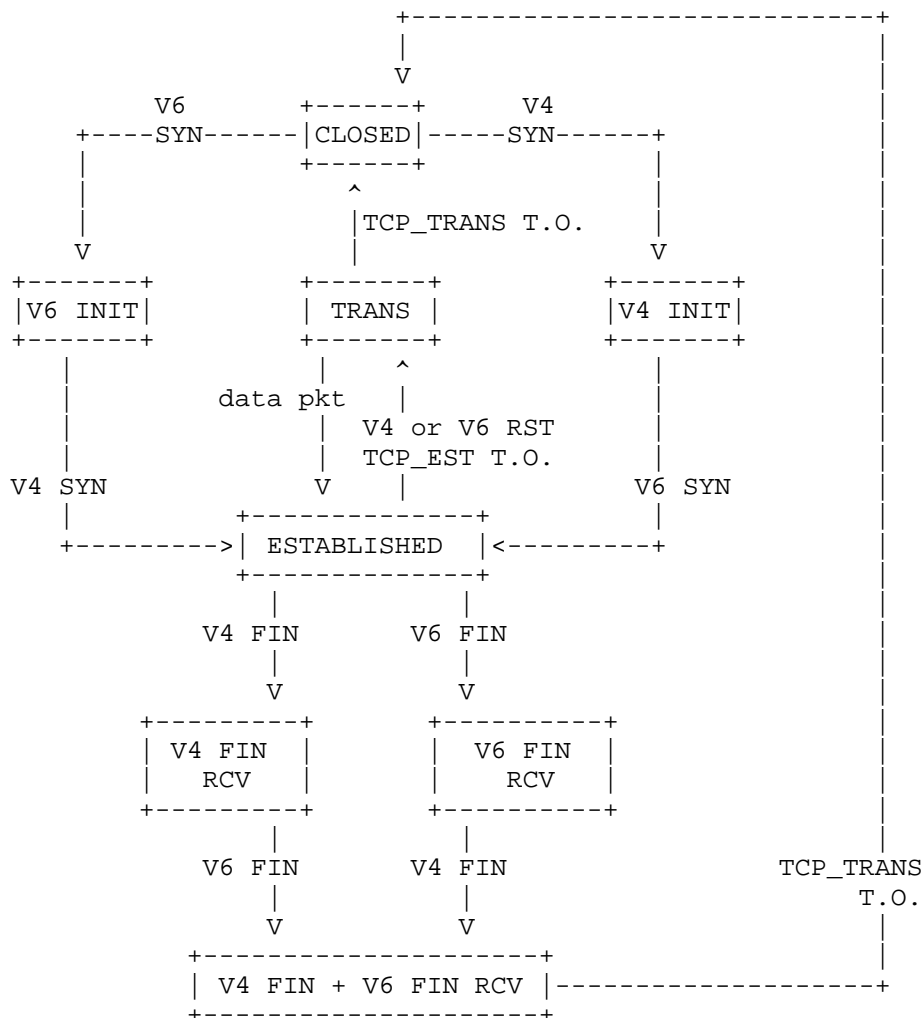 V6 V4
SYN CLOSED SYN
TCP_TRANS T.O.
V6 INIT TRANS V4 INIT
data pkt
V4 or V6 RST
TCP_EST T.O.
V4 SYN V6 SYN
ESTABLISHED
V4 FIN V6 FIN
V4 FIN V6 FIN
RCV RCV
V6 FIN V4 FIN TCP_TRANS
T.O.
V4 FIN + V6 FIN RCV